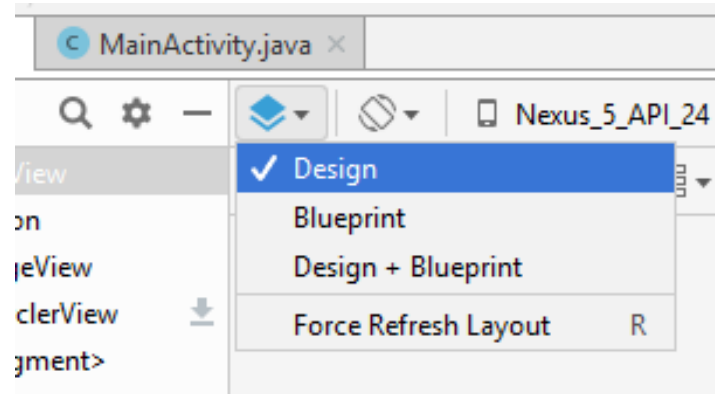 C MainActivity.java
Nexus_5_API_24
View
Design
on
Blueprint
geView
Design + Blueprint
clerView
Force Refresh Layout R
gment>